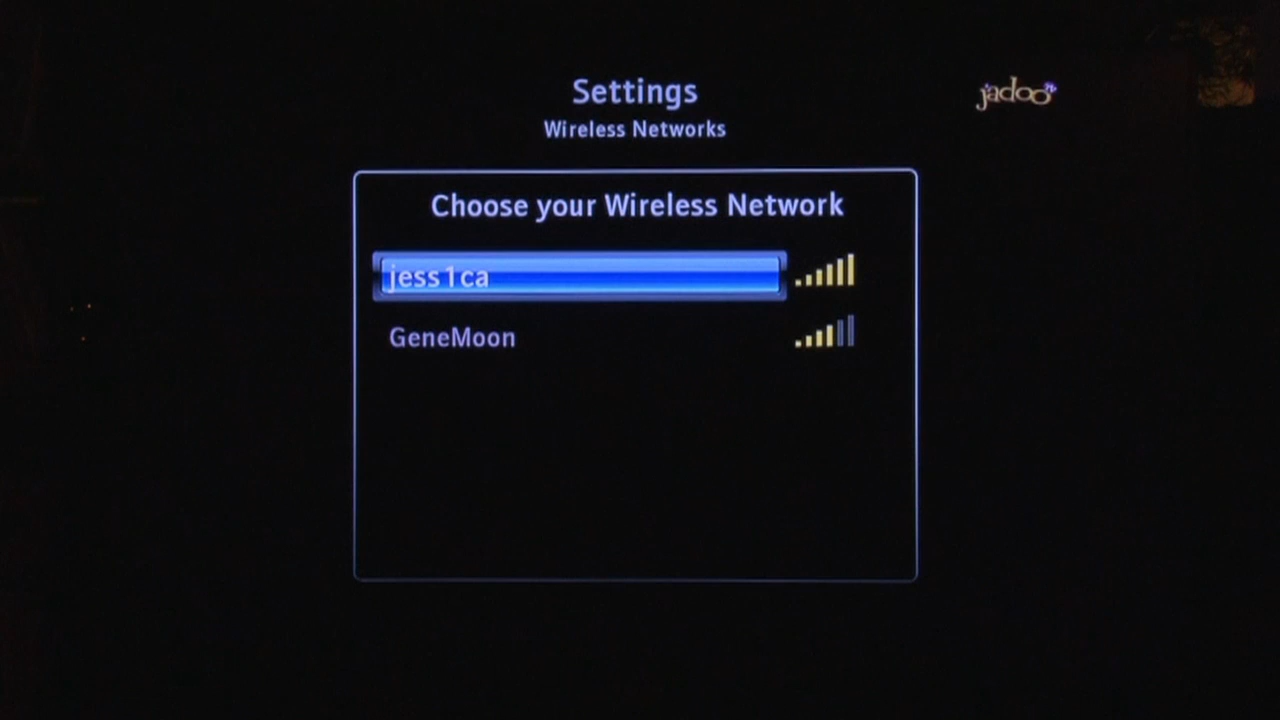 Settings
jadoo
Wireless Networks
Choose your Wireless Network
jess1ca
GeneMoon